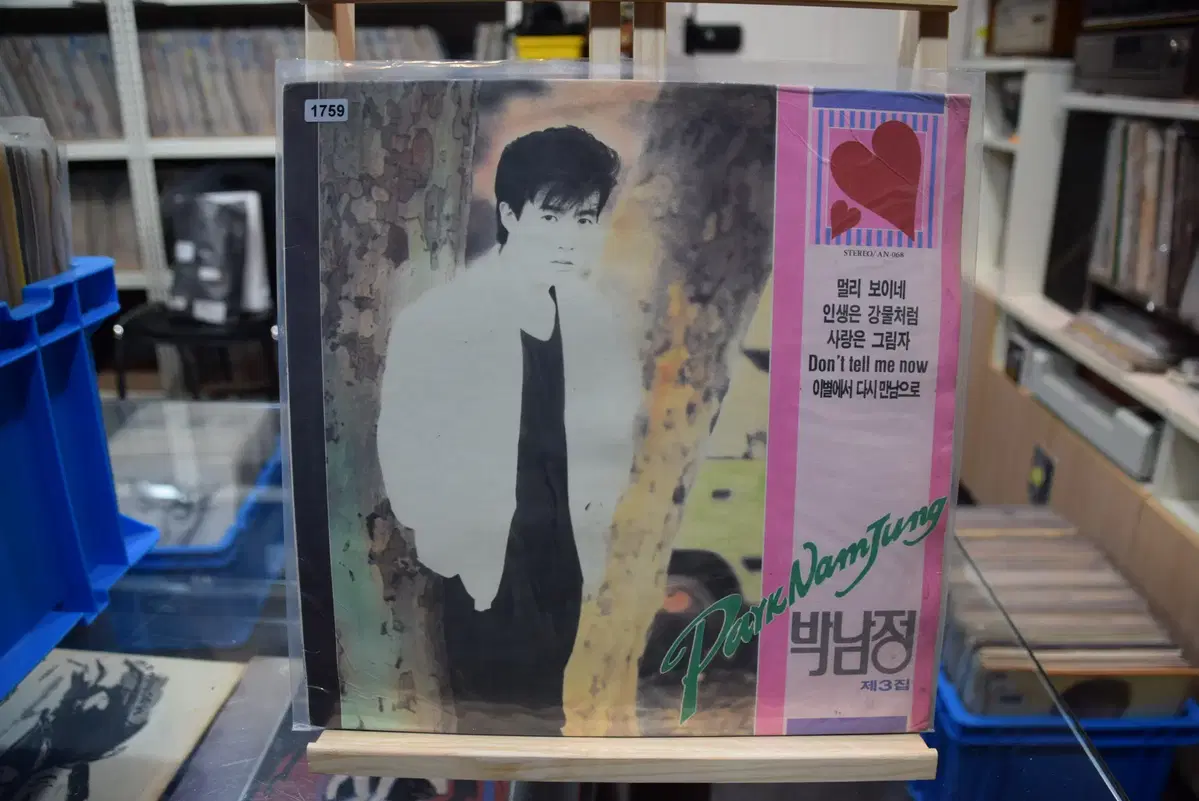 1759
STEREO/AN-068
멀리 보이네
인생은 강물처럼
사랑은 그림자
Don't tell me now
이별에서 다시 만남으로
Park Nam Jung
박남정
제3집